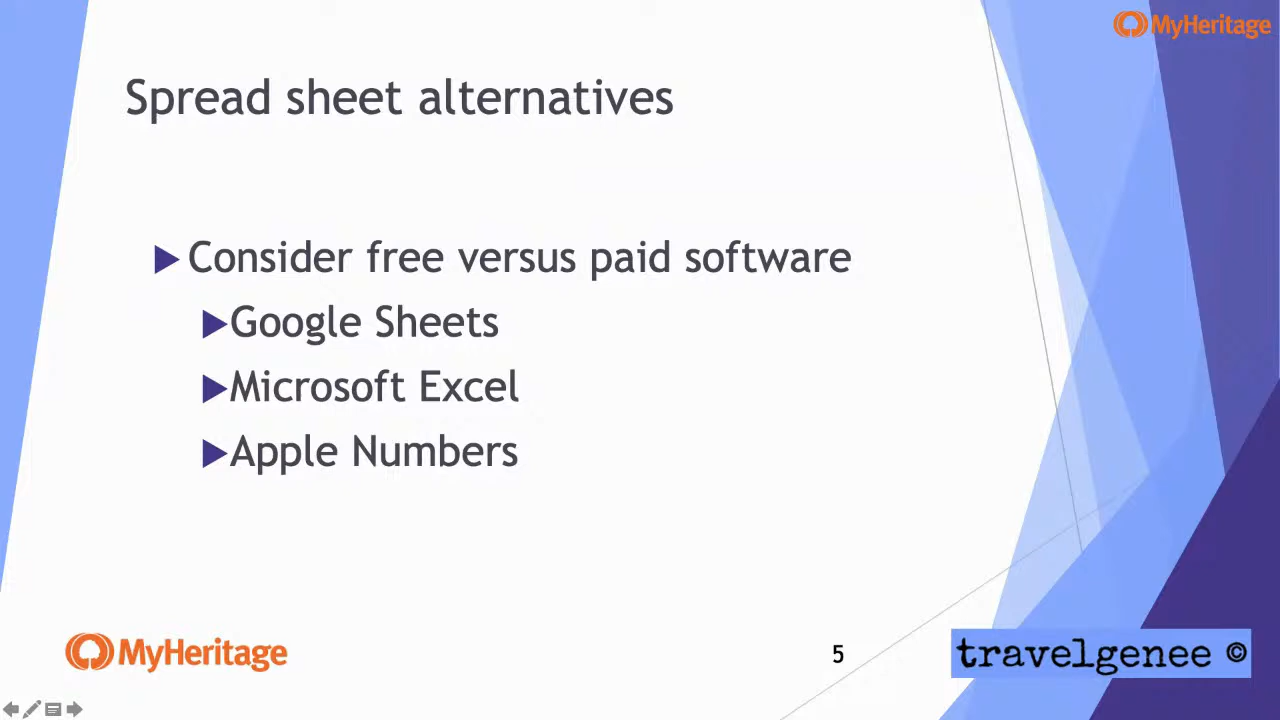 MyHeritage
Spread sheet alternatives
Consider free versus paid software
Google Sheets
Microsoft Excel
Apple Numbers
MyHeritage
5
travelgenee ©